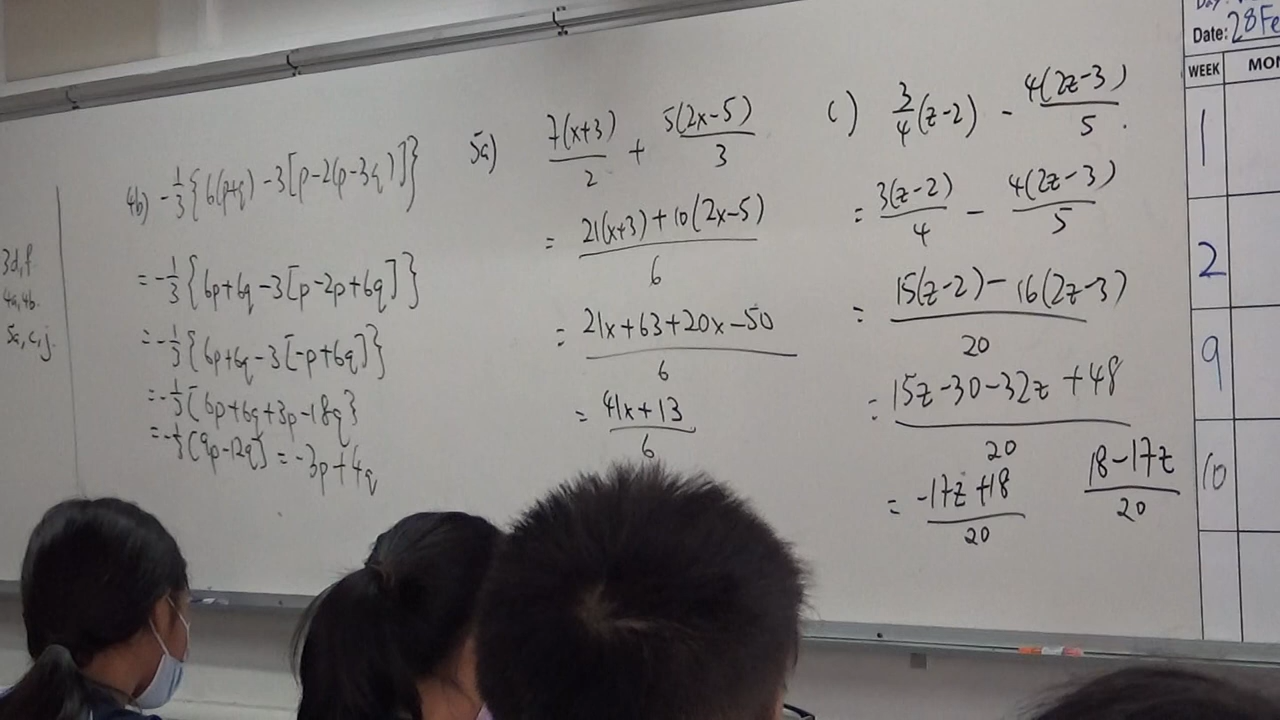 3d,f
4a,4b.
5a,c,j.
4b) -1/3{6(p+q)-3[p-2(p-3q)]}
=-1/3{6p+6q-3[p-2p+6q]}
=-1/3{6p+6q-3[-p+6q]}
=-1/3{6p+6q+3p-18q}
=-1/3{9p-12q} = -3p+4q
5a) 7(x+3)/2 + 5(2x-5)/3
= 21(x+3)+10(2x-5)/6
= 21x+63+20x-50/6
= 41x+13/6
c) 3/4(z-2) - 4(2z-3)/5.
= 3(z-2)/4 - 4(2z-3)/5
= 15(z-2)-16(2z-3)/20
= 15z-30-32z+48/20
= -17z+18/20 18-17z/20
Date: 28Fe
WEEK MON
1
2
9
10